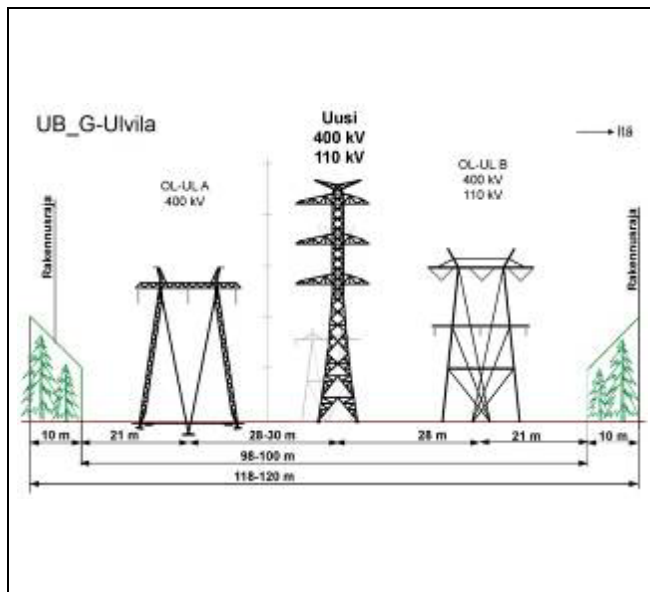 UB_G-Ulvila
Uusi
400 kV
110 kV
Itä
OL-UL A
400 kV
OL-UL B
400 kV
110 kV
Rakennusraja
Rakennusraja
10 m
21 m
28-30 m
28 m
21 m
10 m
98-100 m
118-120 m